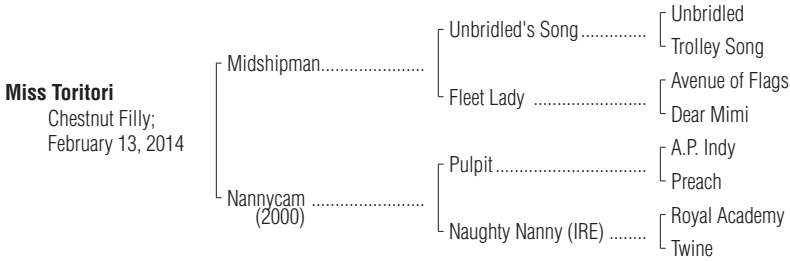 Unbridled
Unbridled's Song..............
Trolley Song
Midshipman......................
Avenue of Flags
Fleet Lady ........................
Dear Mimi
Miss Toritori
Chestnut Filly;
February 13, 2014
A.P. Indy
Pulpit................................
Preach
Nannycam ........................
(2000)
Royal Academy
Naughty Nanny (IRE) ........
Twine